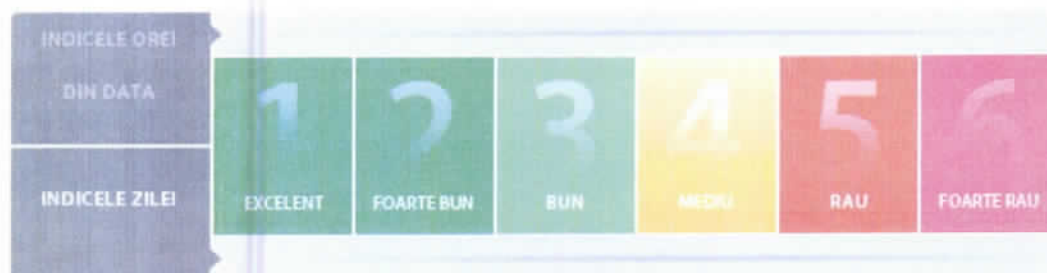 INDICELE OREI
DIN DATA
INDICELE ZILEI
1 2 3 4 5 6
EXCELENT FOARTE BUN BUN MEDIU RAU FOARTE RAU